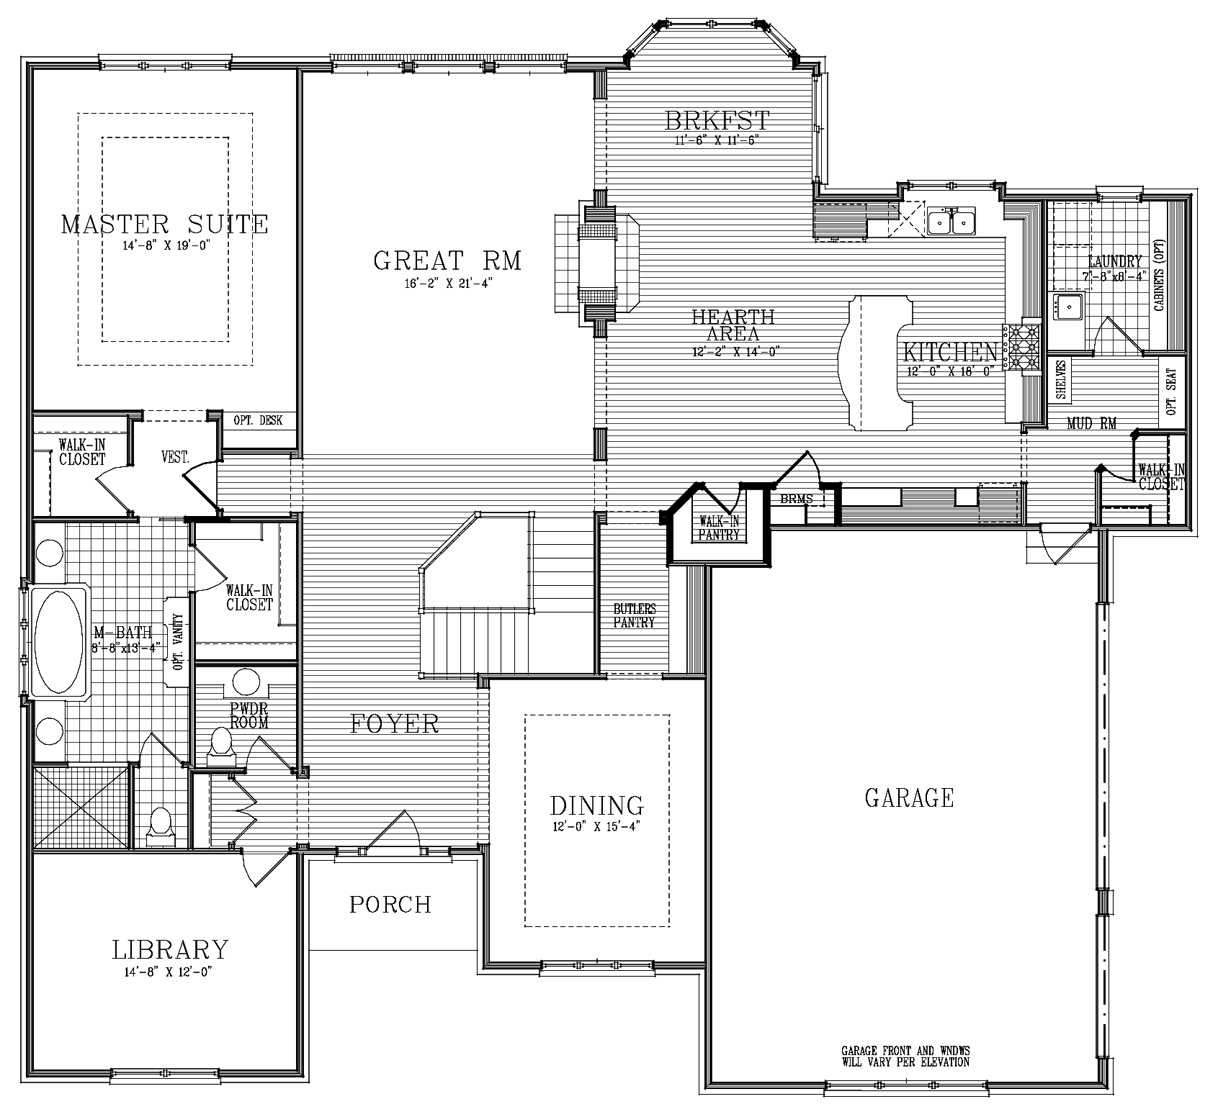 BRKFST
11'-6" X 11'-6"
MASTER SUITE
14'-8" X 19'-0"
GREAT RM
16'-2" X 21'-4"
LAUNDRY
7'-8"x8'-4"
CABINETS (OPT)
HEARTH
AREA
12'-2" X 14'-0"
KITCHEN
12' 0" X 18' 0"
SHELVES
OPT. SEAT
MUD RM
OPT. DESK
WALK-IN
CLOSET
VEST.
WALK-IN
CLOSET
BRMS
WALK-IN
PANTRY
WALK-IN
CLOSET
BUTLERS
PANTRY
M-BATH
8'-8"x13'-4"
OPT. VANITY
PWDR
ROOM
FOYER
DINING
12'-0" X 15'-4"
GARAGE
PORCH
LIBRARY
14'-8" X 12'-0"
GARAGE FRONT AND WNDWS
WILL VARY PER ELEVATION